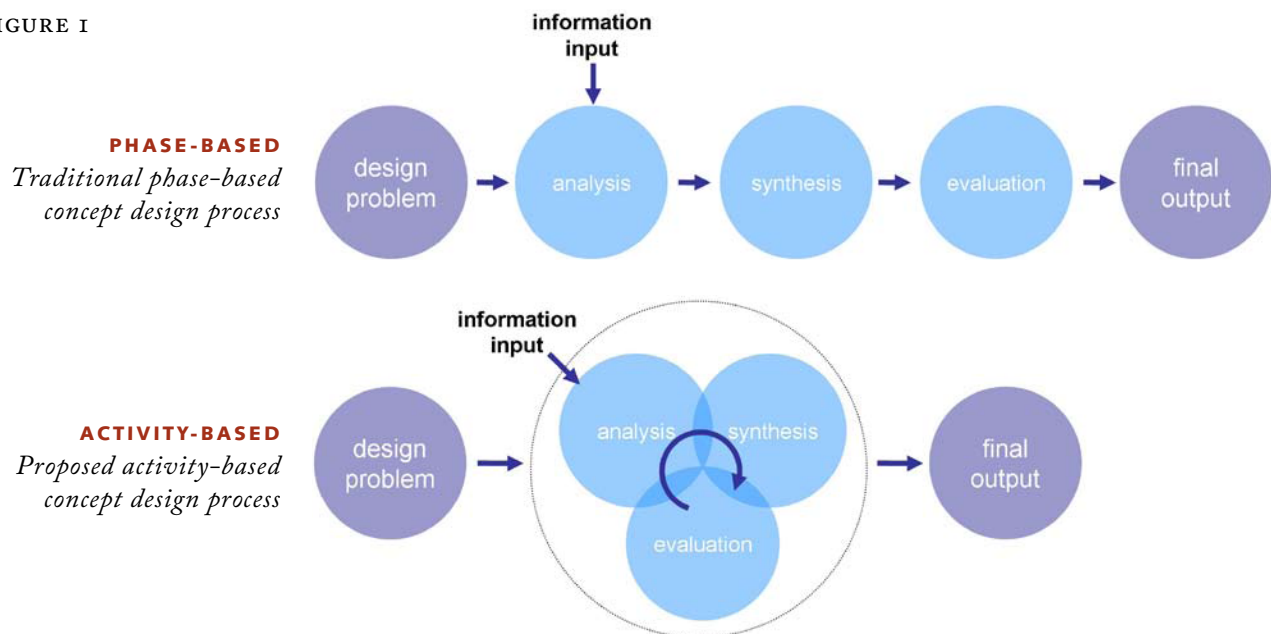 IGURE I
information
input
PHASE-BASED
Traditional phase-based
concept design process
design
problem
analysis
synthesis
evaluation
final
output
information
input
ACTIVITY-BASED
Proposed activity-based
concept design process
design
problem
analysis
synthesis
evaluation
final
output